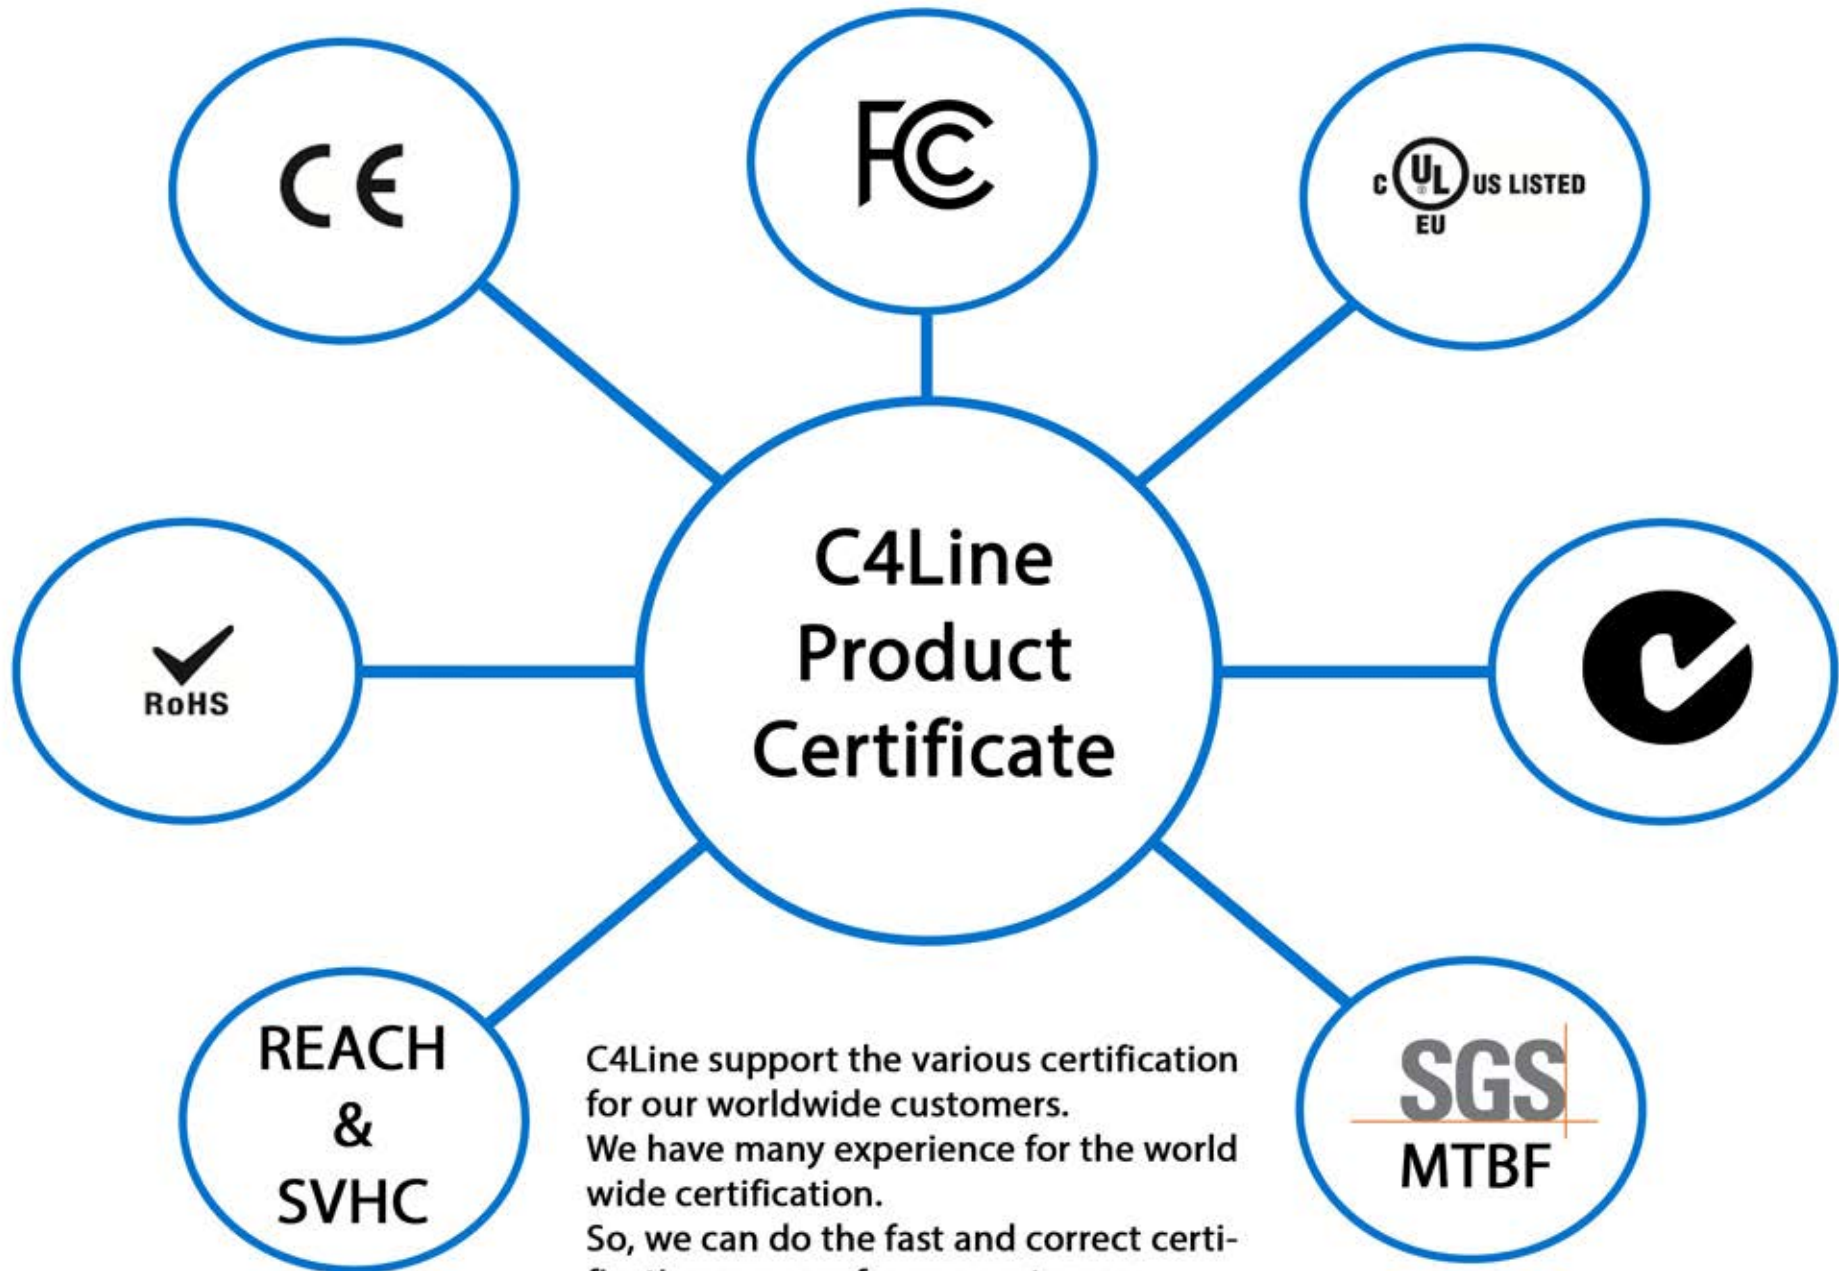 CE
FC
C UL US LISTED
EU
C4Line
Product
Certificate
RoHS
REACH
&
SVHC
SGS
MTBF
C4Line support the various certification
for our worldwide customers.
We have many experience for the world
wide certification.
So, we can do the fast and correct certi-